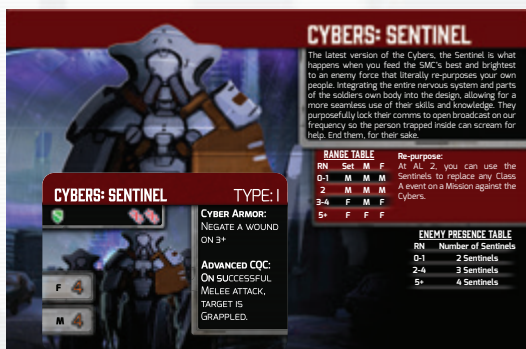 CYBERS: SENTINEL
The latest version of the Cybers, the Sentinel is what
happens when you feed the SMC's best and brightest
to an enemy force that literally re-purposes your own
people. Integrating the entire nervous system and parts
of the soldiers own body into the design, allowing for a
more seamless use of their skills and knowledge. They
purposefully lock their comms to open broadcast on our
frequency so the person trapped inside can scream for
help. End them, for their sake.
RANGE TABLE
RN Set M F
0-1 M M M
2 M M M
3-4 F M F
5+ F F F
Re-purpose:
At AL 2, you can use the
Sentinels to replace any Class
A event on a Mission against the
Cybers.
ENEMY PRESENCE TABLE
RN Number of Sentinels
0-1 2 Sentinels
2-4 3 Sentinels
5+ 4 Sentinels
CYBERS: SENTINEL TYPE: I
CYBER ARMOR:
NEGATE A WOUND
ON 3+
ADVANCED CQC:
ON SUCCESSFUL
MELEE ATTACK,
TARGET IS
GRAPPLED.
F 4
M 4